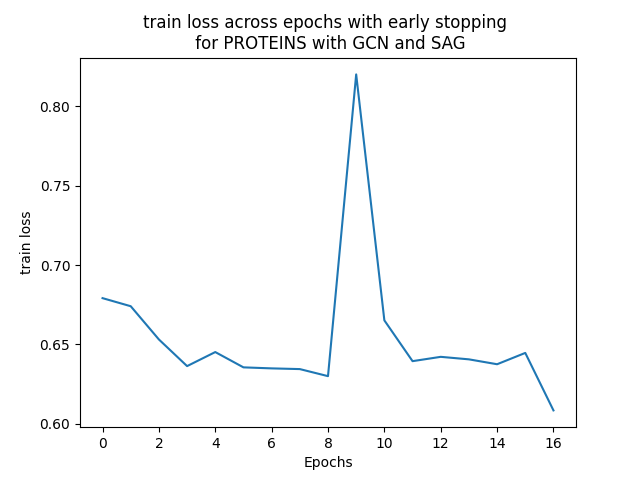 train loss across epochs with early stopping
for PROTEINS with GCN and SAG
0.80
0.75
0.70
0.65
0.60
train loss
0 2 4 6 8 10 12 14 16
Epochs